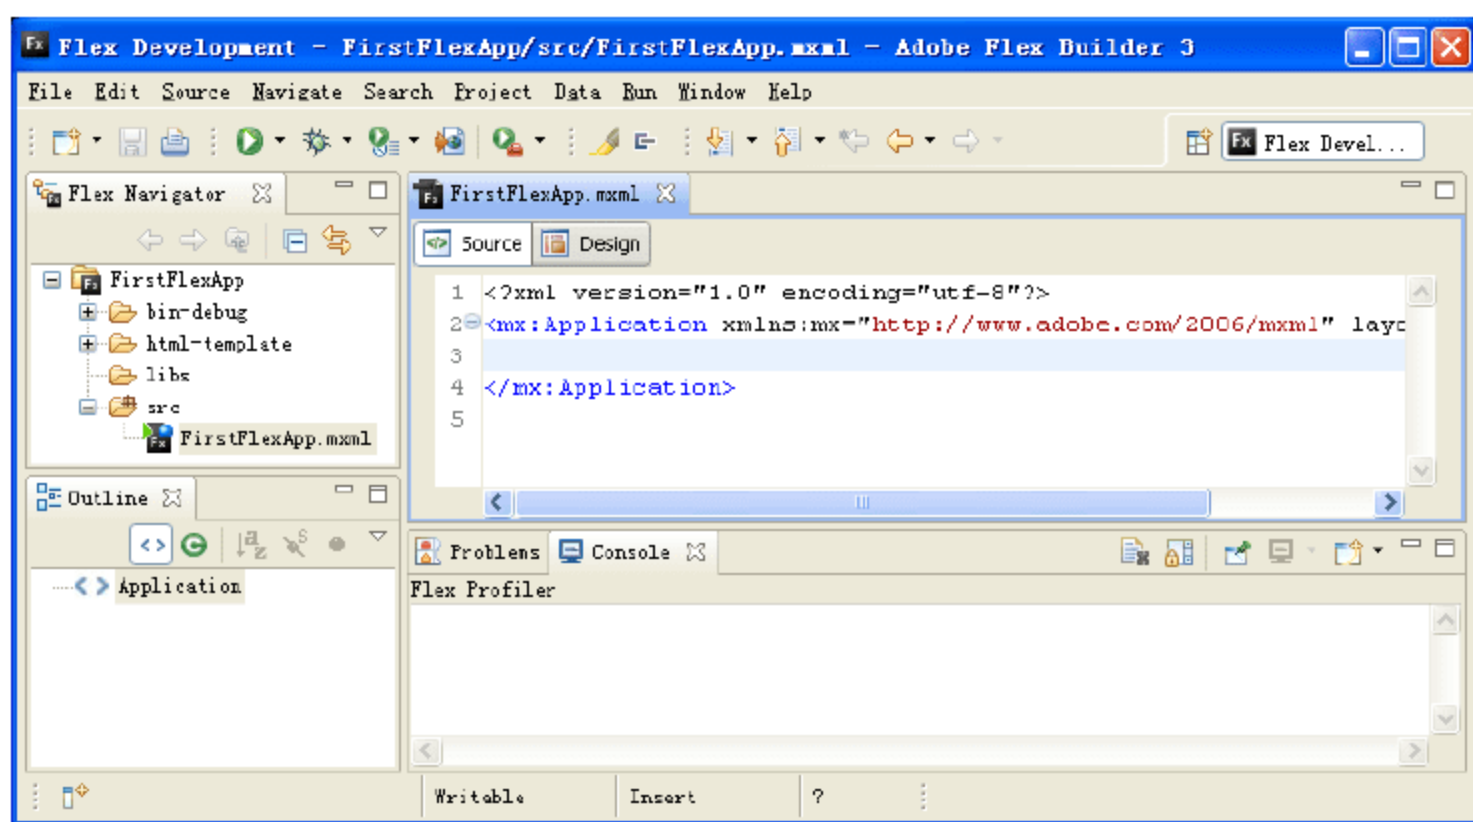 Flex Development - FirstFlexApp/src/FirstFlexApp.mxml - Adobe Flex Builder 3
File Edit Source Navigate Search Project Data Run Window Help
Flex Devel...
Flex Navigator
FirstFlexApp
bin-debug
html-template
libs
src
FirstFlexApp.mxml
FirstFlexApp.mxml
Source Design
1 <?xml version="1.0" encoding="utf-8"?>
2 <mx:Application xmlns:mx="http://www.adobe.com/2006/mxml" layo
3
4 </mx:Application>
5
Outline
Application
Problems Console
Flex Profiler
Writable Insert ?